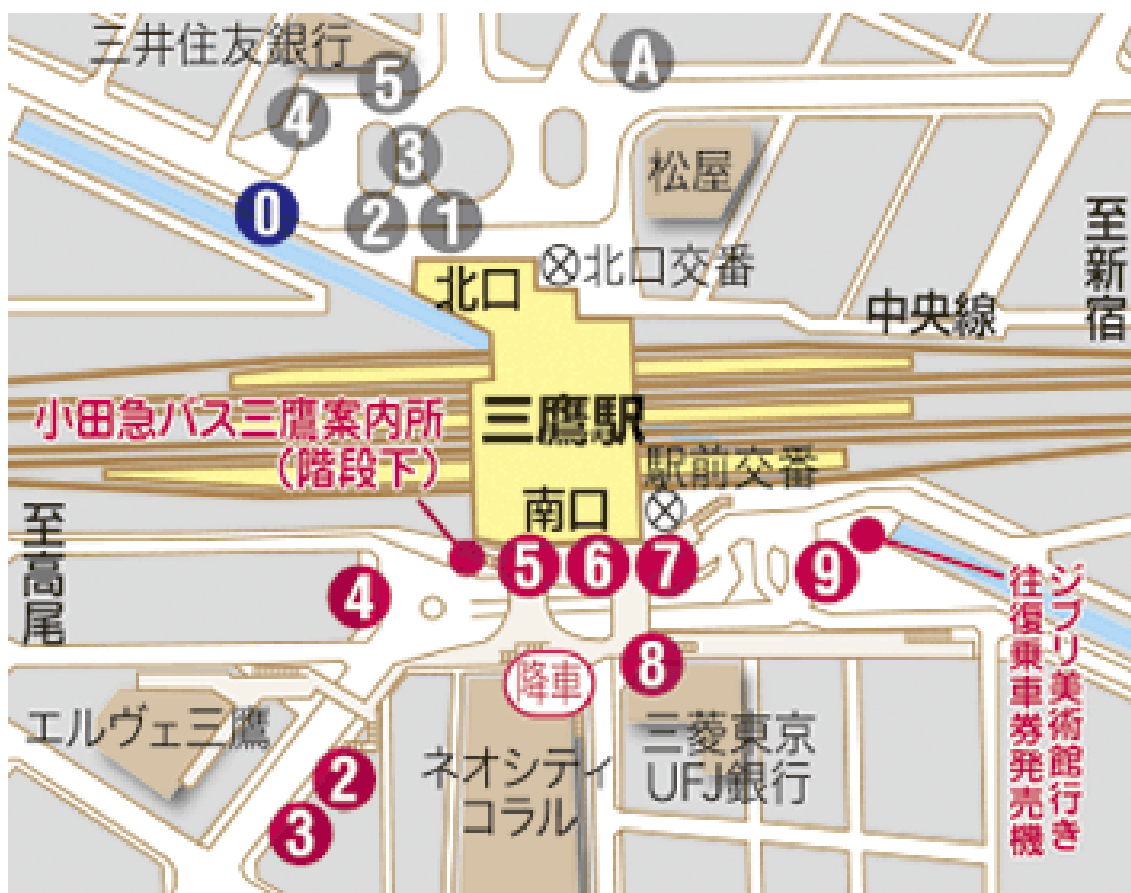 三井住友銀行
5
A
4
3
松屋
0
2
1
至新宿
北口
北口交番
中央線
小田急バス三鷹案内所
(階段下)
三鷹駅
駅前交番
南口
至高尾
5
6
7
9
4
ジブリ美術館行き
往復乗車券発売機
8
降車
エルヴェ三鷹
三菱東京
UFJ銀行
ネオシティ
コラル
2
3